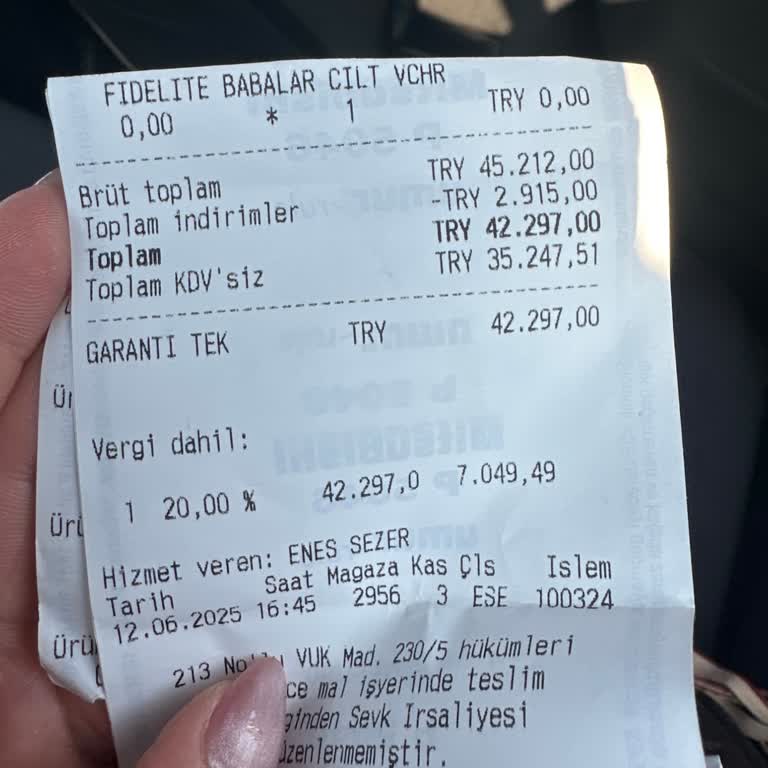 FIDELITE BABALAR CILT VCHR
0,00 * 1 TRY 0,00
Brüt toplam TRY 45.212,00
Toplam indirimler -TRY 2.915,00
Toplam TRY 42.297,00
Toplam KDV'siz TRY 35.247,51
GARANTI TEK TRY 42.297,00
Vergi dahil:
1 20,00 % 42.297,0 7.049,49
Hizmet veren: ENES SEZER
Tarih Saat Magaza Kas Çls Islem
12.06.2025 16:45 2956 3 ESE 100324
213 VUK Mad. 230/5 hükümleri
mal işyerinde teslim
Sevk Irsaliyesi